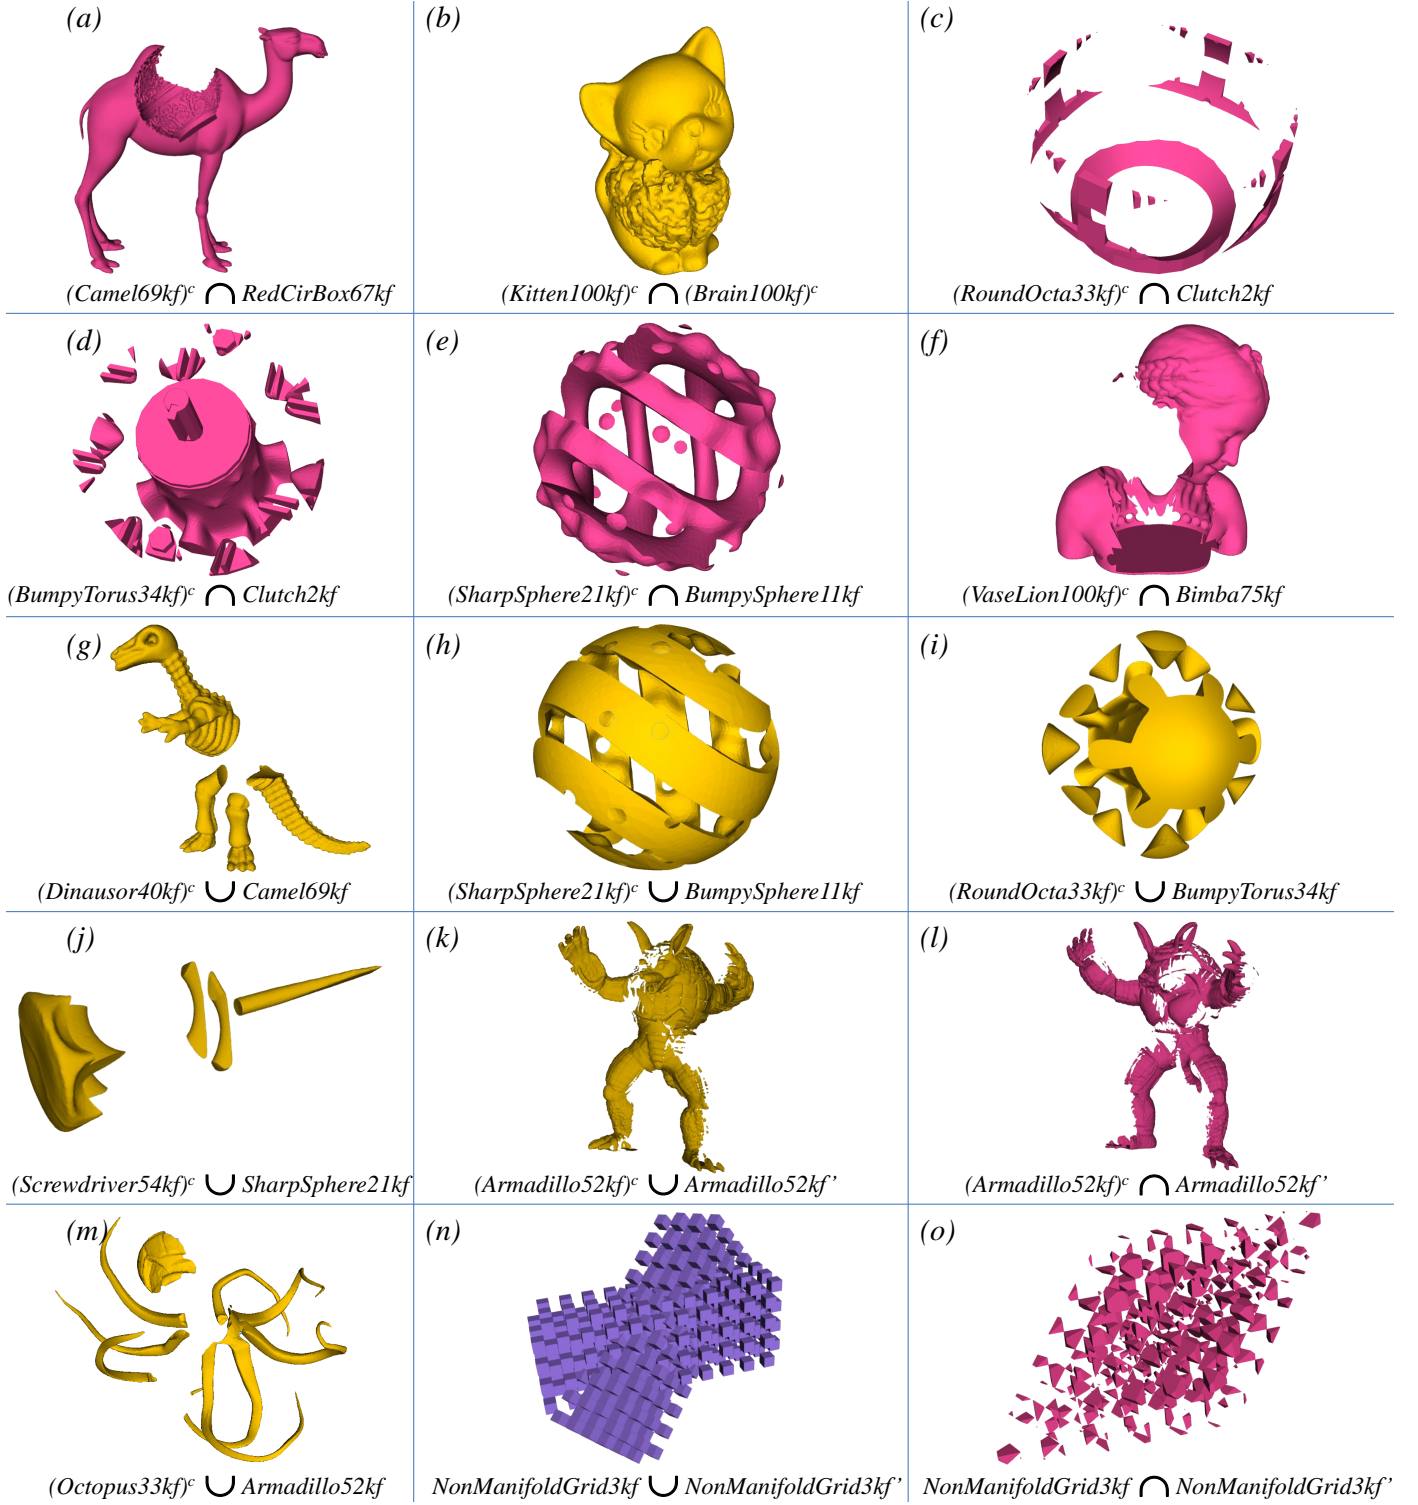 (a)
(b)
(c)
(Camel69kf)ᶜ ⋂ RedCirBox67kf
(Kitten100kf)ᶜ ⋂ (Brain100kf)ᶜ
(RoundOcta33kf)ᶜ ⋂ Clutch2kf
(d)
(e)
(f)
(BumpyTorus34kf)ᶜ ⋂ Clutch2kf
(SharpSphere21kf)ᶜ ⋂ BumpySphere11kf
(VaseLion100kf)ᶜ ⋂ Bimba75kf
(g)
(h)
(i)
(Dinausor40kf)ᶜ ⋃ Camel69kf
(SharpSphere21kf)ᶜ ⋃ BumpySphere11kf
(RoundOcta33kf)ᶜ ⋃ BumpyTorus34kf
(j)
(k)
(l)
(Screwdriver54kf)ᶜ ⋃ SharpSphere21kf
(Armadillo52kf)ᶜ ⋃ Armadillo52kf’
(Armadillo52kf)ᶜ ⋂ Armadillo52kf’
(m)
(n)
(o)
(Octopus33kf)ᶜ ⋃ Armadillo52kf
NonManifoldGrid3kf ⋃ NonManifoldGrid3kf’
NonManifoldGrid3kf ⋂ NonManifoldGrid3kf’